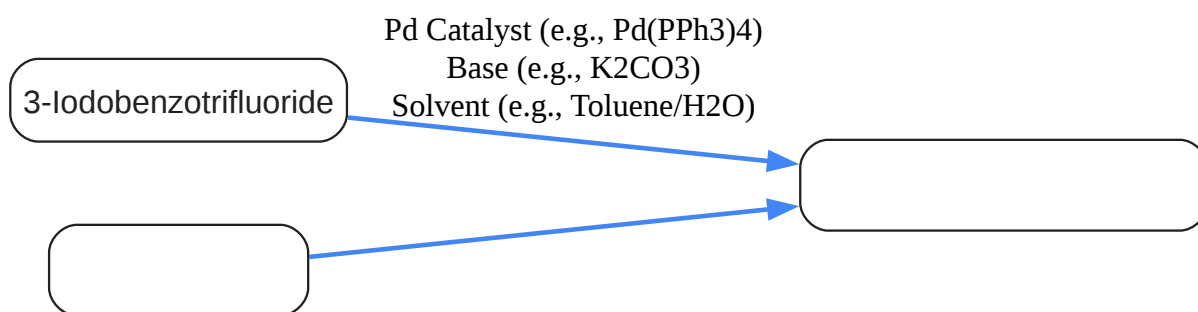 Pd Catalyst (e.g., Pd(PPh3)4)
Base (e.g., K2CO3)
Solvent (e.g., Toluene/H2O)
3-Iodobenzotrifluoride